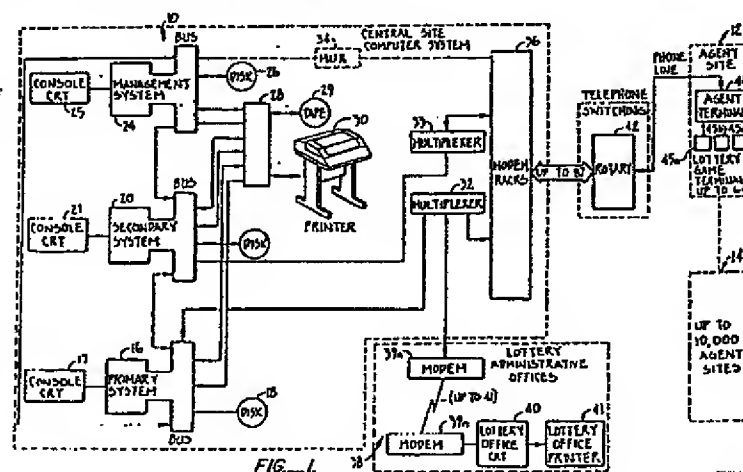 10
CENTRAL SITE
COMPUTER SYSTEM
BUS
CONSOLE
CRT
25
MANAGEMENT
SYSTEM
24
DISK
26
28
29
TAPE
30
PRINTER
34
MUX
36
MODEM
RACKS
33
MULTIPLEXER
32
MULTIPLEXER
BUS
20
21
CONSOLE
CRT
SECONDARY
SYSTEM
DISK
16
17
CONSOLE
CRT
PRIMARY
SYSTEM
DISK
18
BUS
TELEPHONE
SWITCHING
42
ROTARY
PHONE
LINE
12
AGENT
SITE
AGENT
TERMINAL
45a
LOTTERY
GAME
TERMINAL
UP TO
14
UP TO
10,000
AGENT
SITES
LOTTERY
ADMINISTRATIVE
OFFICES
39a
MODEM
(UP TO
39a
MODEM
38
40
LOTTERY
OFFICE
CRT
41
LOTTERY
OFFICE
PRINTER
FIG. 1.